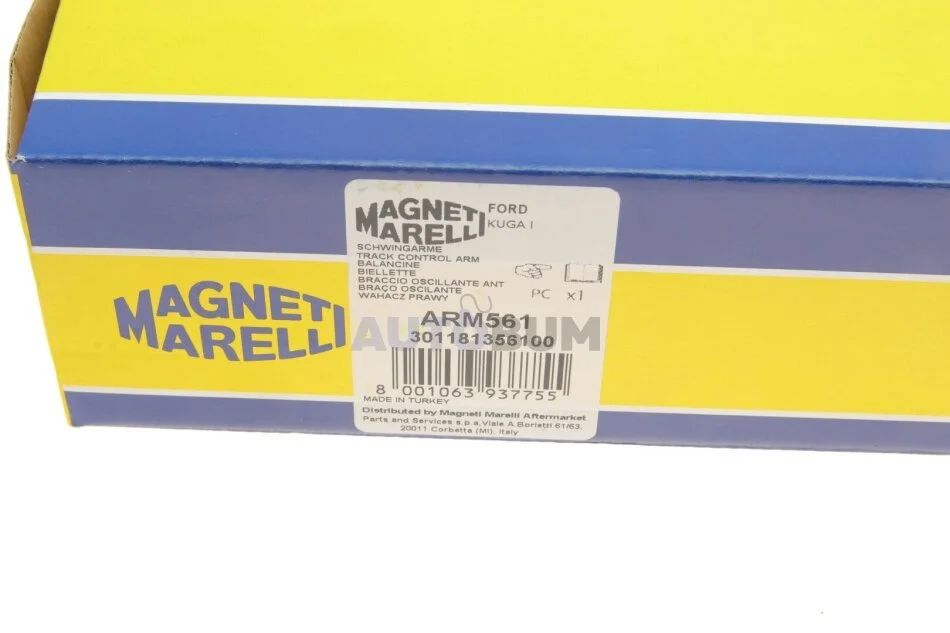 MAGNETI
MARELLI
FORD
KUGA I
SCHWINGARME
TRACK CONTROL ARM
BALANCINE
BIELLETTE
BRACCIO OSCILLANTE ANT
BRAÇO OSCILANTE
WAHACZ PRAWY
PC x1
MAGNETI
MARELLI
AUTOBUM
ARM561
301181356100
8 001063 937755
MADE IN TURKEY
Distributed by Magneti Marelli Aftermarket
Parts and Services s.p.a. Viale A.Borletti 61/63,
20011 Corbetta (MI), Italy